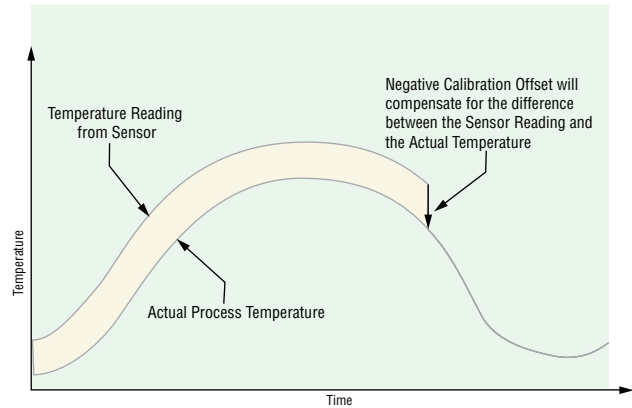 Negative Calibration Offset will
compensate for the difference
between the Sensor Reading and
the Actual Temperature
Temperature Reading
from Sensor
Temperature
Actual Process Temperature
Time